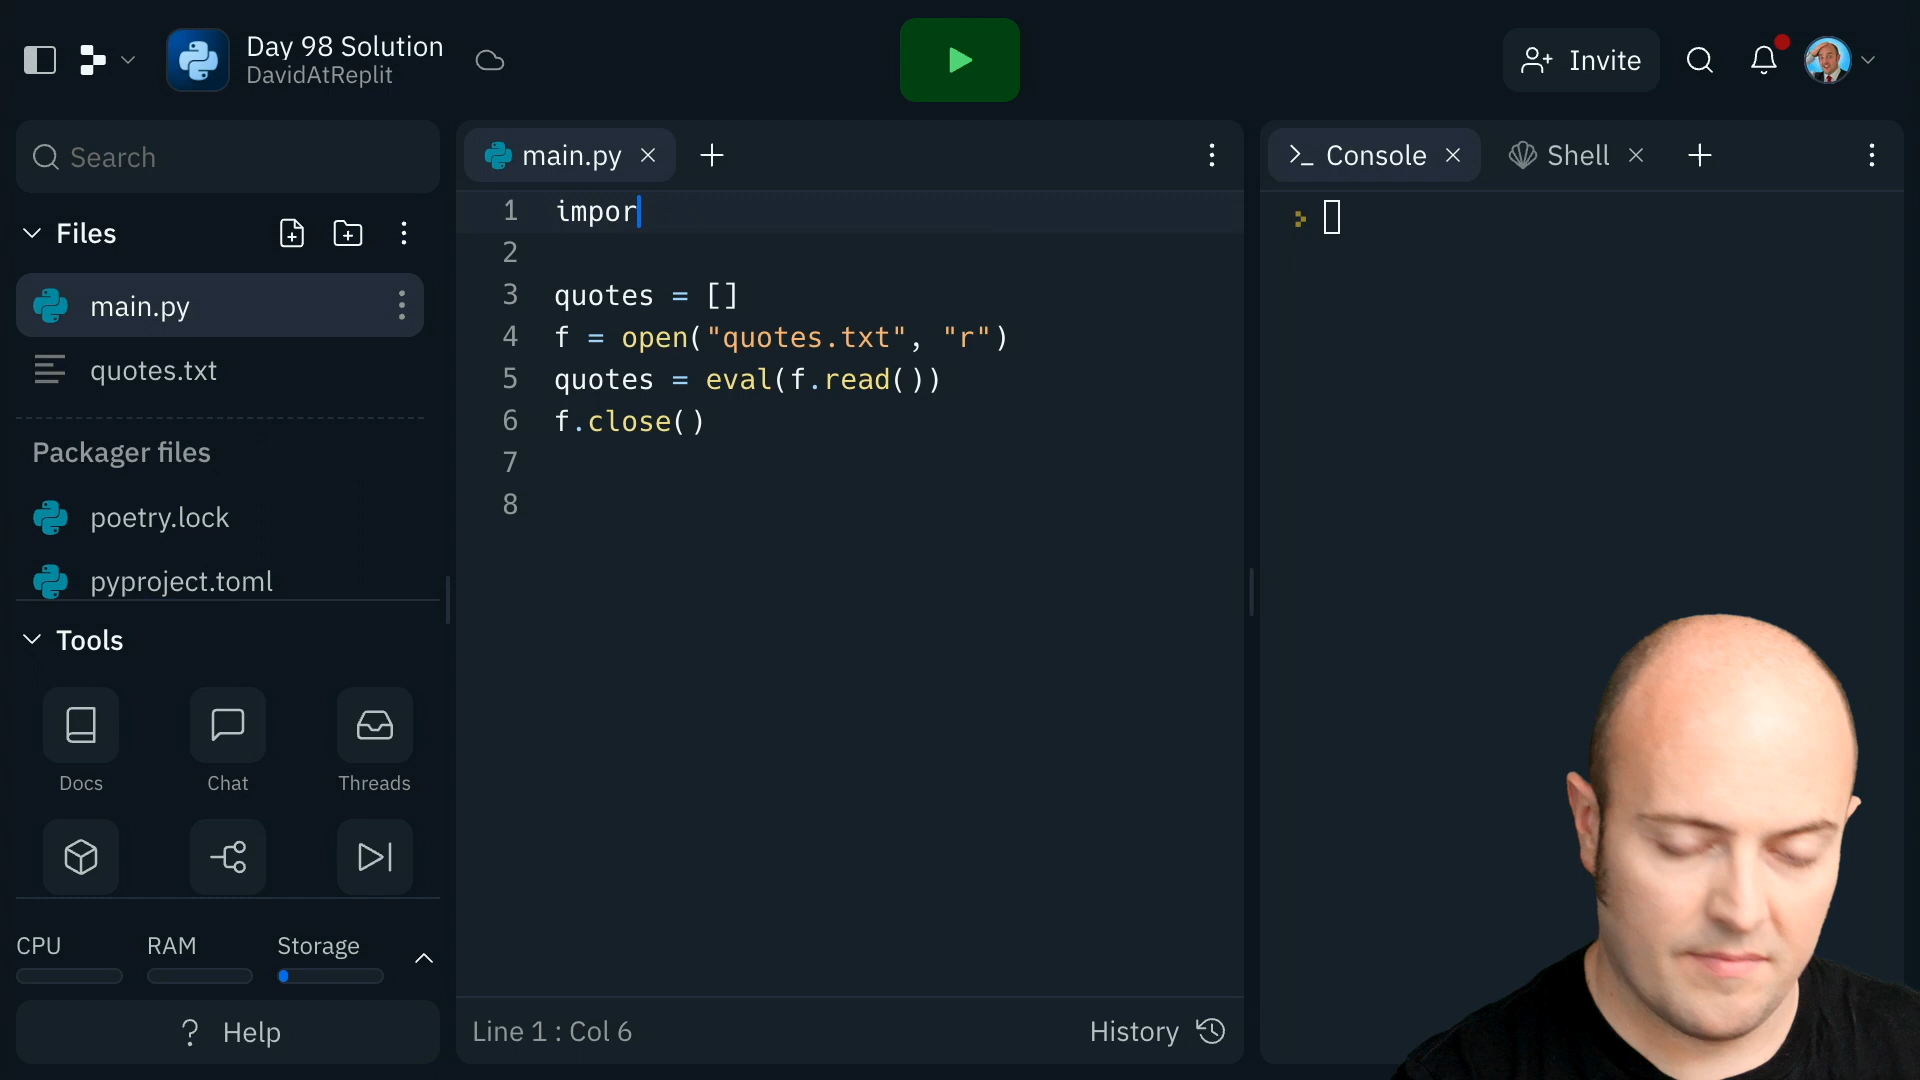 Day 98 Solution
DavidAtReplit
Invite
Search
Files
main.py
quotes.txt
Packager files
poetry.lock
pyproject.toml
Tools
Docs
Chat
Threads
CPU
RAM
Storage
? Help
main.py
1 impor
2
3 quotes = []
4 f = open("quotes.txt", "r")
5 quotes = eval(f.read())
6 f.close()
7
8
Line 1 : Col 6
History
Console
Shell